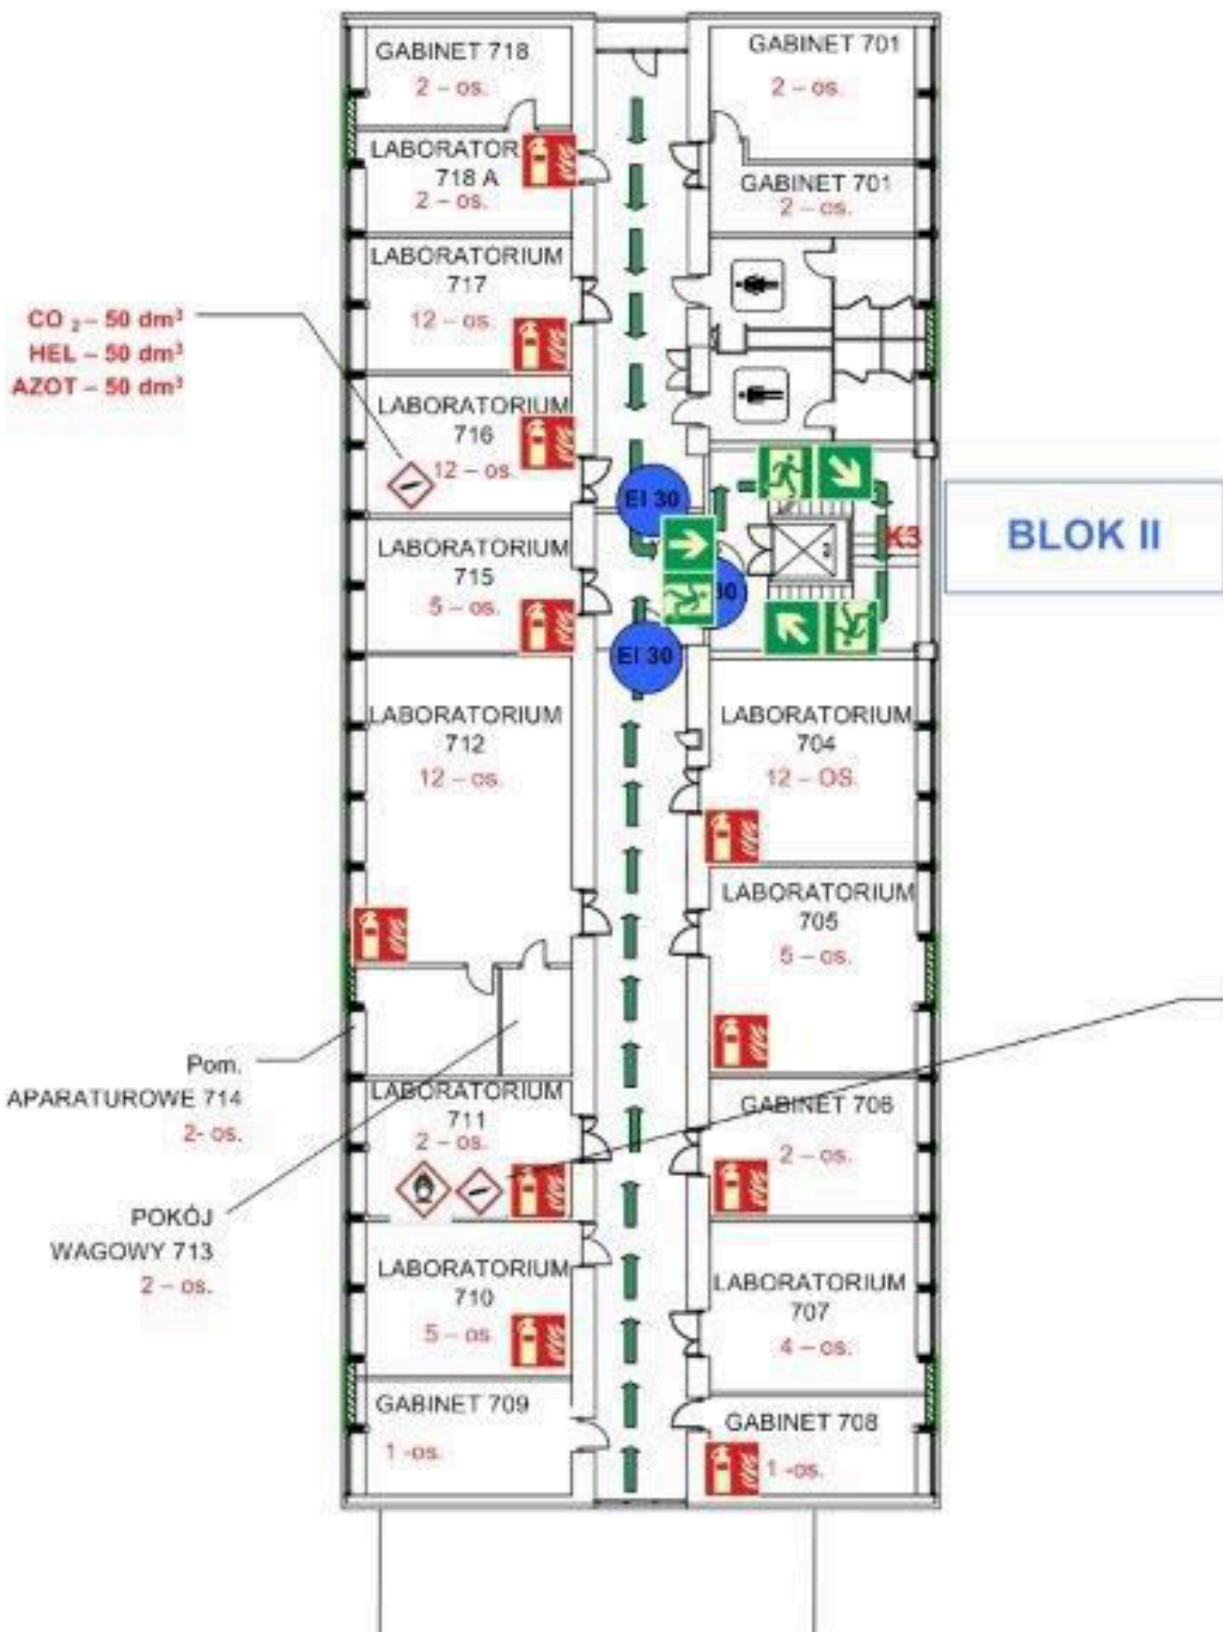 GABINET 718
2 – os.
GABINET 701
2 – os.
LABORATOR
718 A
2 – os.
GABINET 701
2 – os.
LABORATORIUM
717
12 – os.
CO ₂ – 50 dm³
HEL – 50 dm³
AZOT – 50 dm³
LABORATORIUM
716
12 – os.
EI 30
K3
BLOK II
LABORATORIUM
715
5 – os.
30
EI 30
LABORATORIUM
712
12 – os.
LABORATORIUM
704
12 – OS.
LABORATORIUM
705
5 – os.
Pom.
APARATUROWE 714
2- os.
LABORATORIUM
711
2 – os.
GABINET 706
2 – os.
POKÓJ
WAGOWY 713
2 – os.
LABORATORIUM
710
5 – os
LABORATORIUM
707
4 – os.
GABINET 709
1 -os.
GABINET 708
1 -os.